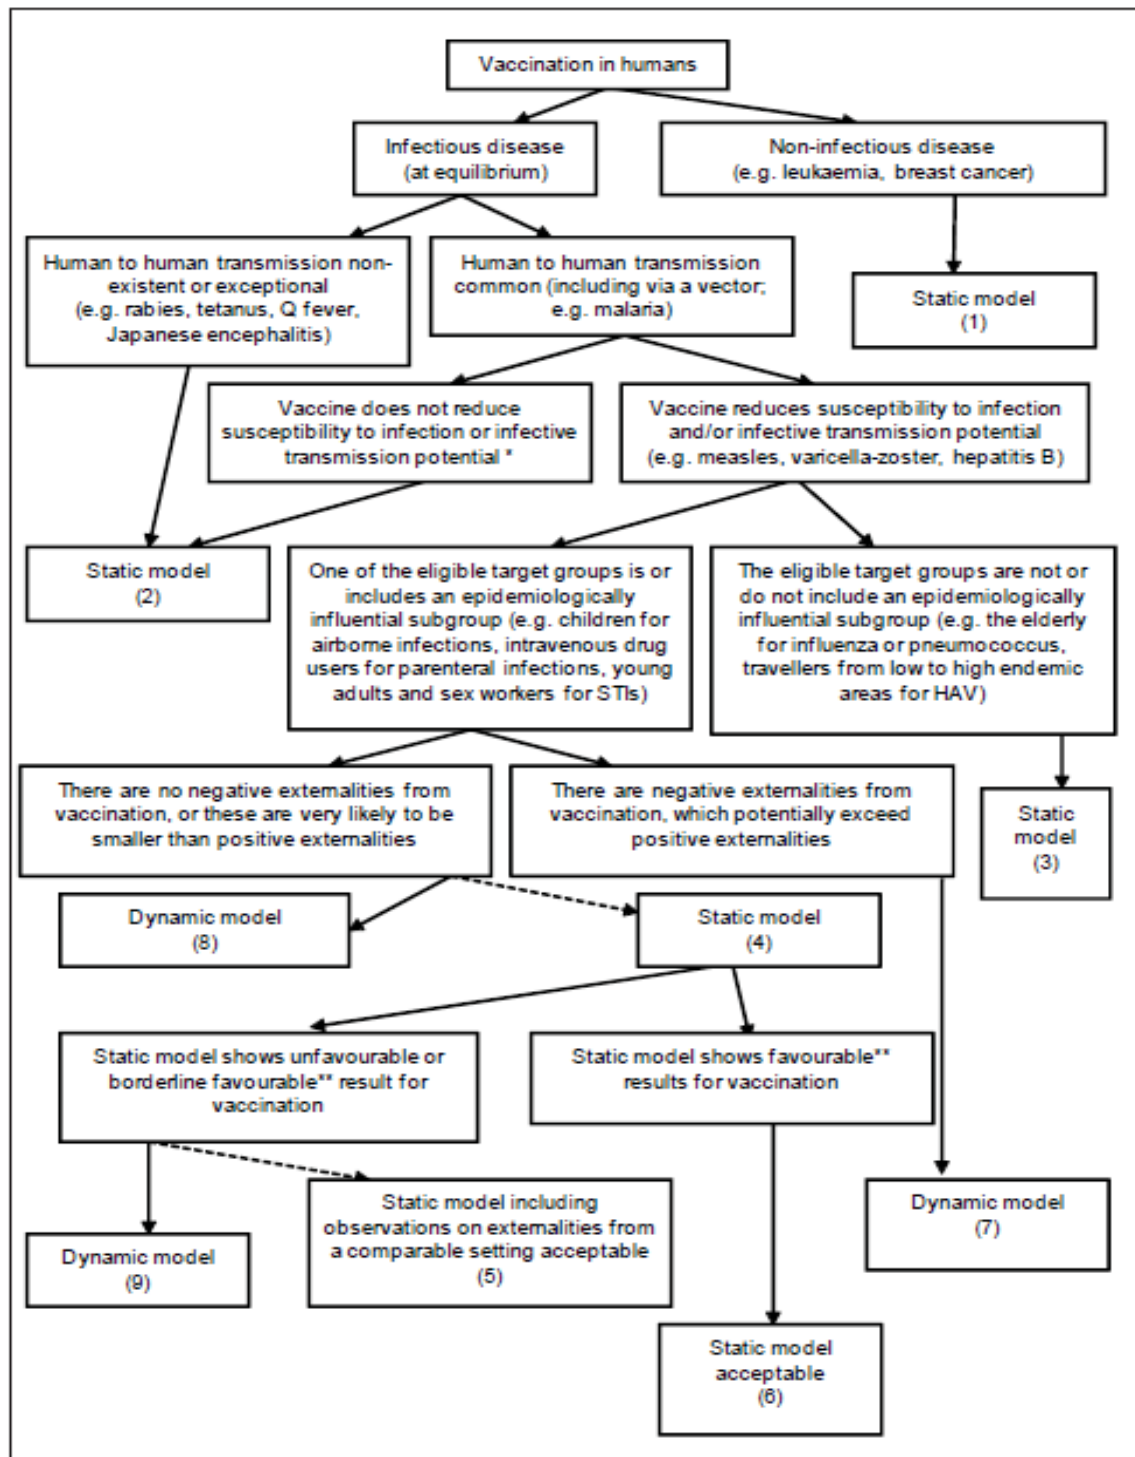 Vaccination in humans
Infectious disease
(at equilibrium)
Non-infectious disease
(e.g. leukaemia, breast cancer)
Human to human transmission non-
existent or exceptional
(e.g. rabies, tetanus, Q fever,
Japanese encephalitis)
Human to human transmission
common (including via a vector;
e.g. malaria)
Static model
(1)
Vaccine does not reduce
susceptibility to infection or infective
transmission potential *
Vaccine reduces susceptibility to infection
and/or infective transmission potential
(e.g. measles, varicella-zoster, hepatitis B)
Static model
(2)
One of the eligible target groups is or
includes an epidemiologically
influential subgroup (e.g. children for
airborne infections, intravenous drug
users for parenteral infections, young
adults and sex workers for STIs)
The eligible target groups are not or
do not include an epidemiologically
influential subgroup (e.g. the elderly
for influenza or pneumococcus,
travellers from low to high endemic
areas for HAV)
There are no negative externalities from
vaccination, or these are very likely to be
smaller than positive externalities
There are negative externalities from
vaccination, which potentially exceed
positive externalities
Static
model
(3)
Dynamic model
(8)
Static model
(4)
Static model shows unfavourable or
borderline favourable** result for
vaccination
Static model shows favourable**
results for vaccination
Dynamic model
(9)
Static model including
observations on externalities from
a comparable setting acceptable
(5)
Dynamic model
(7)
Static model
acceptable
(6)